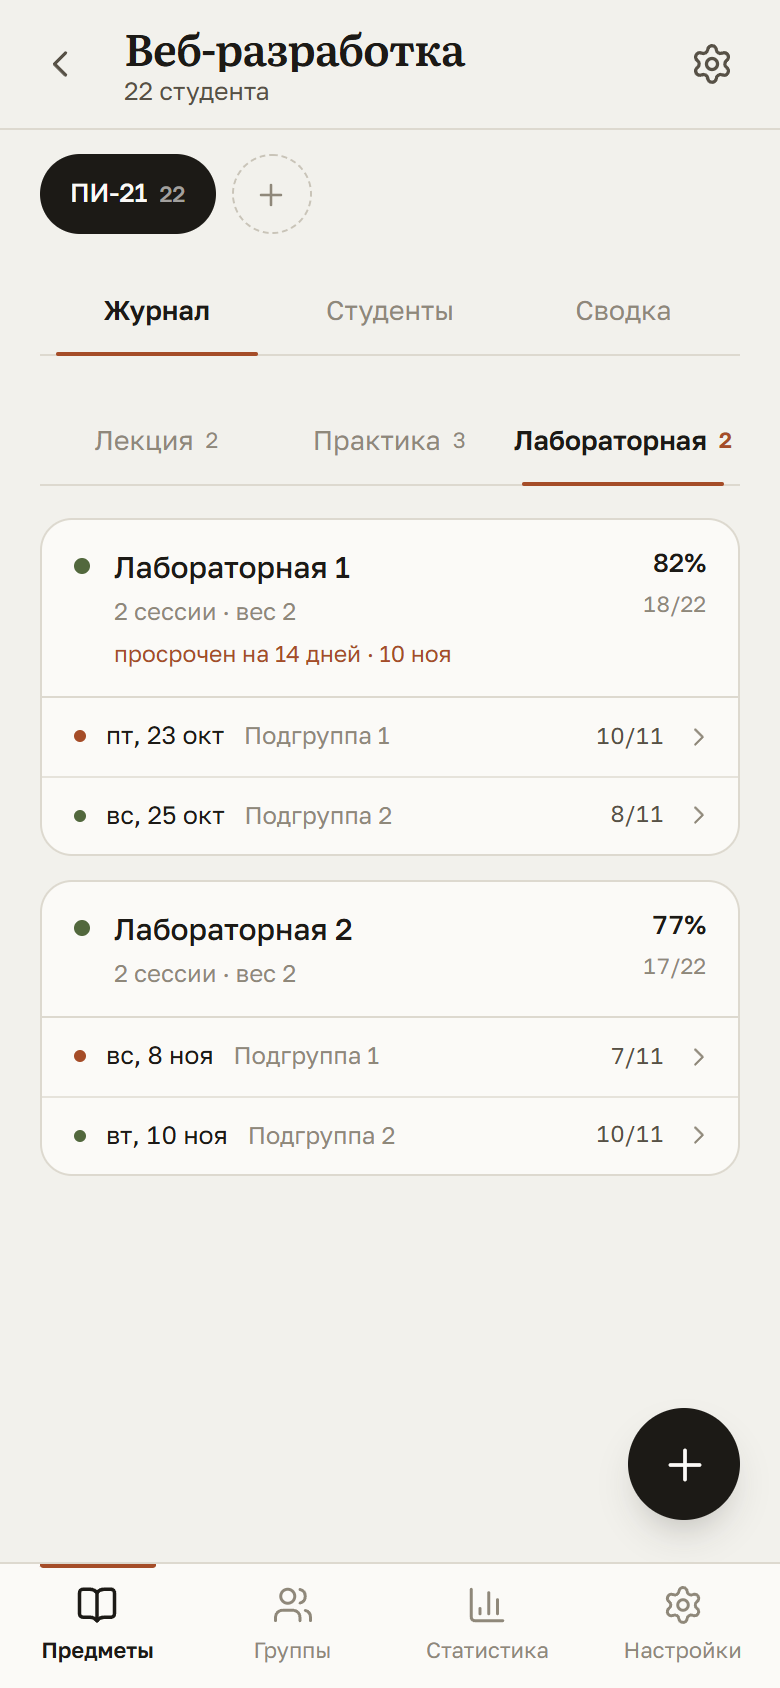 Веб-разработка
22 студента
ПИ-21 22
Журнал Студенты Сводка
Лекция 2 Практика 3 Лабораторная 2
Лабораторная 1 82%
2 сессии · вес 2 18/22
просрочен на 14 дней · 10 ноя
пт, 23 окт Подгруппа 1 10/11
вс, 25 окт Подгруппа 2 8/11
Лабораторная 2 77%
2 сессии · вес 2 17/22
вс, 8 ноя Подгруппа 1 7/11
вт, 10 ноя Подгруппа 2 10/11
Предметы Группы Статистика Настройки